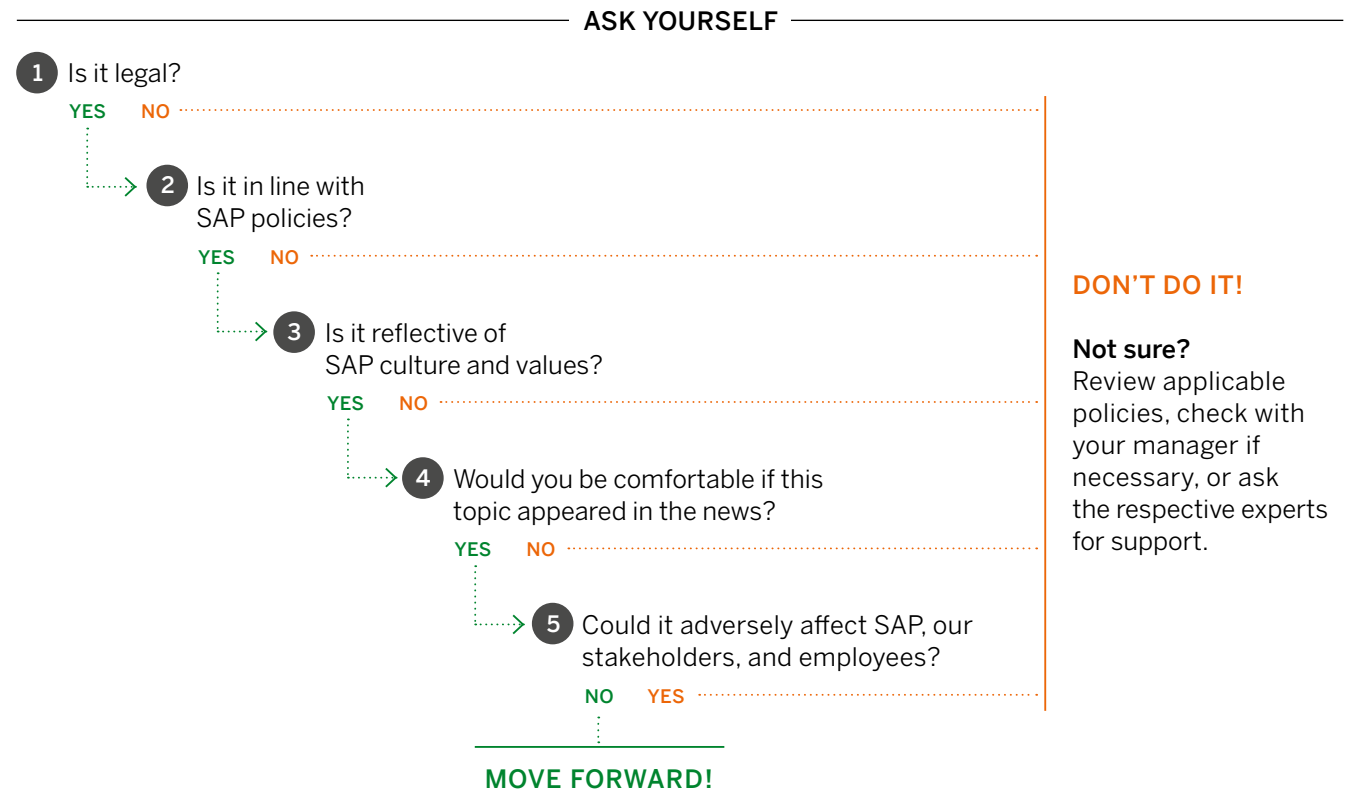 ASK YOURSELF
1 Is it legal?
YES NO
2 Is it in line with
SAP policies?
YES NO
3 Is it reflective of
SAP culture and values?
YES NO
4 Would you be comfortable if this
topic appeared in the news?
YES NO
5 Could it adversely affect SAP, our
stakeholders, and employees?
NO YES
MOVE FORWARD!
DON’T DO IT!
Not sure?
Review applicable
policies, check with
your manager if
necessary, or ask
the respective experts
for support.